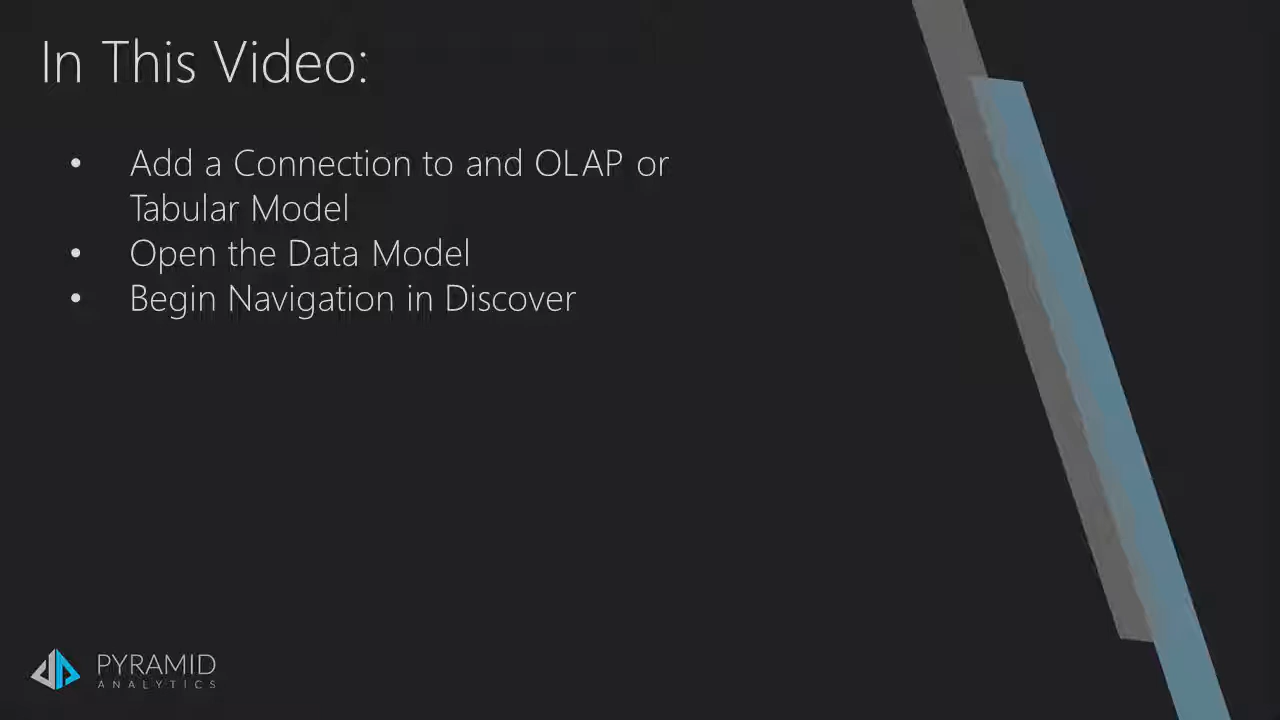 In This Video:
• Add a Connection to and OLAP or
Tabular Model
• Open the Data Model
• Begin Navigation in Discover
PYRAMID
ANALYTICS